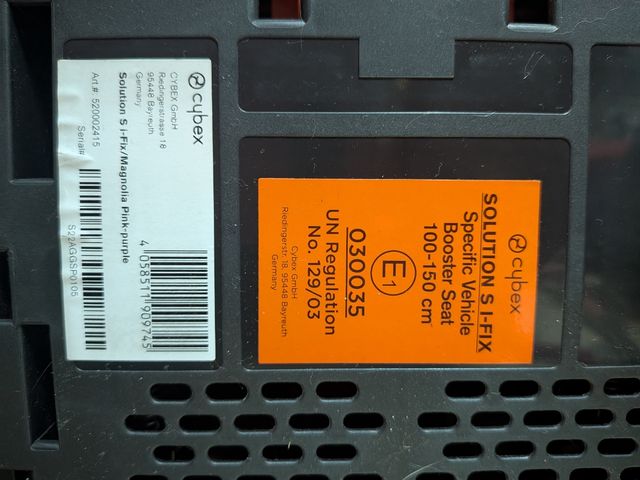 cybex
CYBEX GmbH
Riedingerstrasse 18
95448 Bayreuth
Germany
Solution S i-Fix/Magnolia Pink-purple
Art.#: 520002415
Serial#:
S22AGGSP0105
4 058511 909745
cybex
SOLUTION S I-FIX
Specific Vehicle
Booster Seat
100-150 cm
E1
030035
UN Regulation
No. 129/03
Cybex GmbH
Riedingerstr. 18, 95448 Bayreuth
Germany